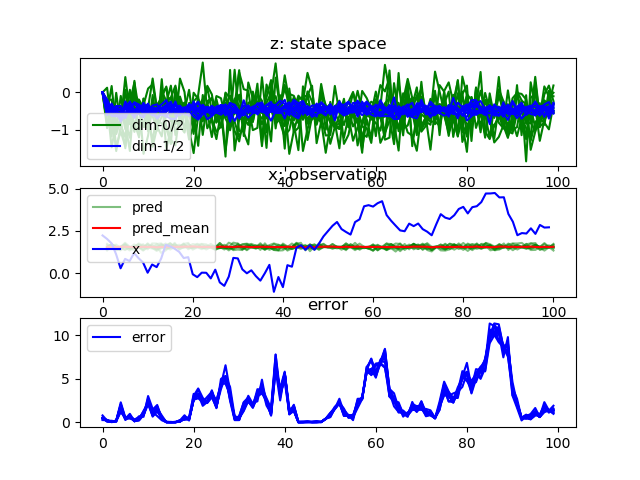 z: state space
0
−1
dim-0/2
dim-1/2
0 20 40 60 80 100
x: observation
5.0
2.5
0.0
pred
pred_mean
x
0 20 40 60 80 100
error
10
5
0
error
0 20 40 60 80 100